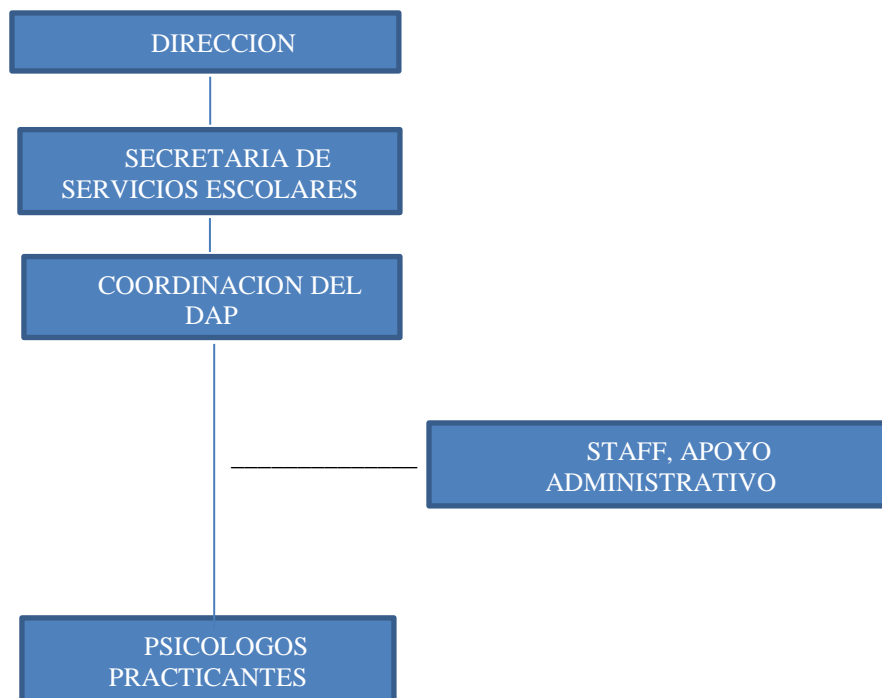 DIRECCION
SECRETARIA DE
SERVICIOS ESCOLARES
COORDINACION DEL
DAP
STAFF, APOYO
ADMINISTRATIVO
PSICOLOGOS
PRACTICANTES